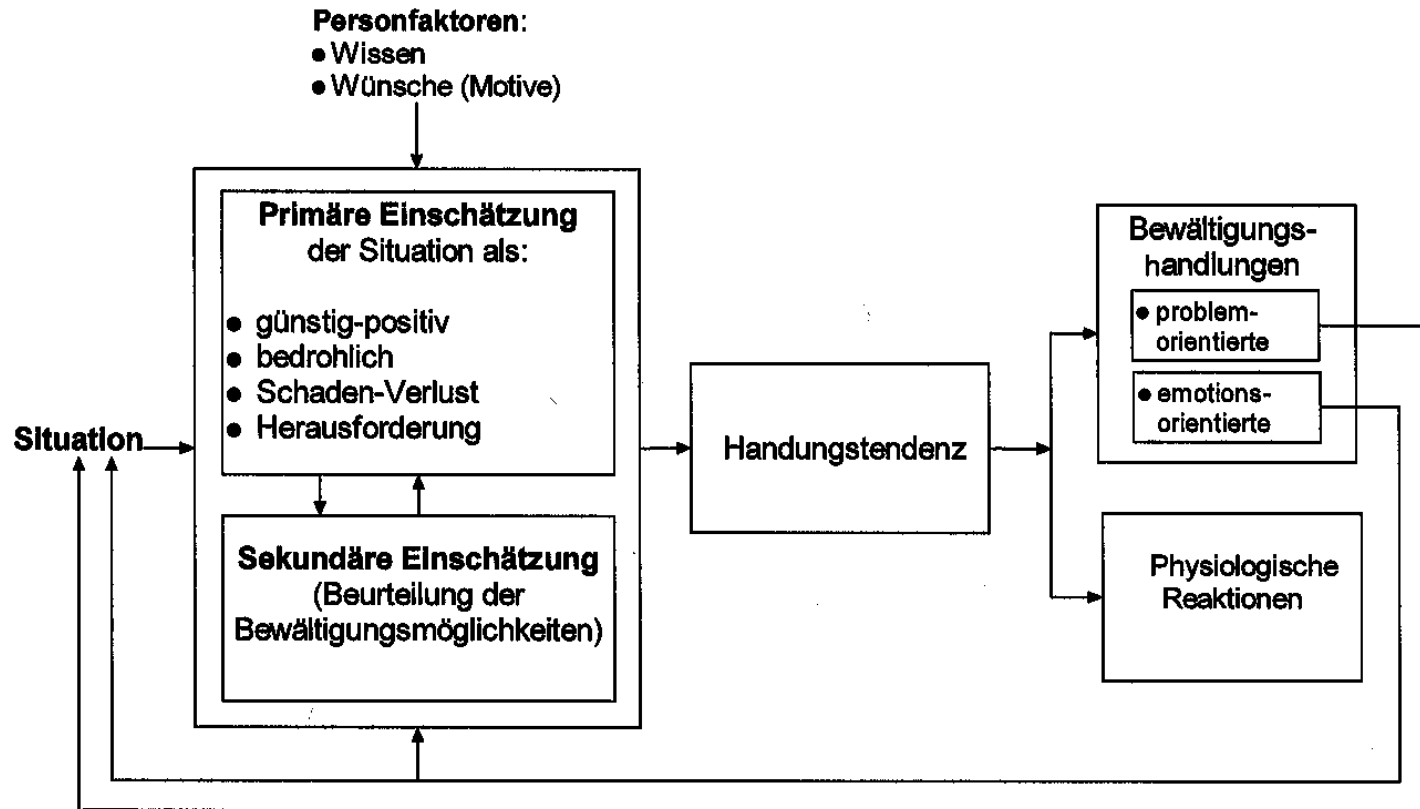 Personfaktoren:
● Wissen
● Wünsche (Motive)
Primäre Einschätzung
der Situation als:
● günstig-positiv
● bedrohlich
● Schaden-Verlust
● Herausforderung
Situation
Sekundäre Einschätzung
(Beurteilung der
Bewältigungsmöglichkeiten)
Handungstendenz
Bewältigungs-
handlungen
● problem-
orientierte
● emotions-
orientierte
Physiologische
Reaktionen